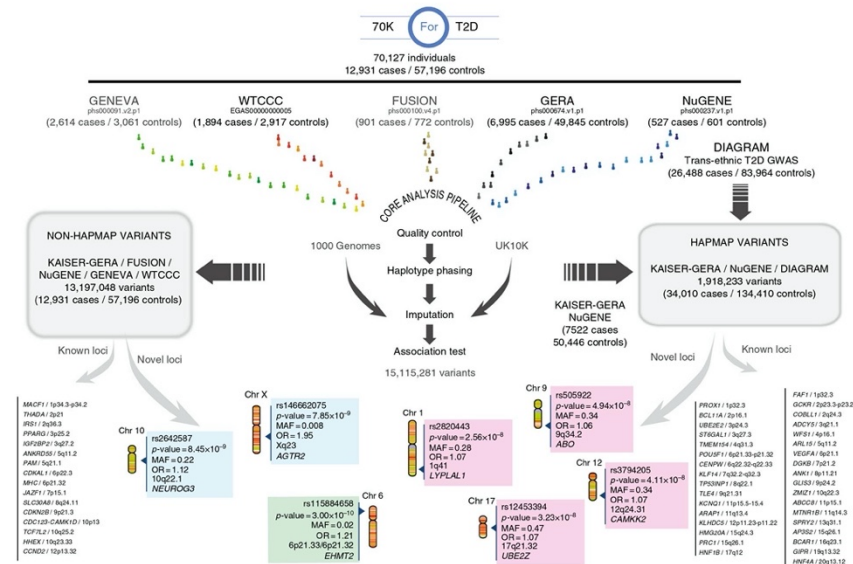 70K For T2D
70,127 individuals
12,931 cases / 57,196 controls
GENEVA
phs000091.v2.p1
(2,614 cases / 3,061 controls)
WTCCC
EGAS00000000005
(1,894 cases / 2,917 controls)
FUSION
phs000100.v4.p1
(901 cases / 772 controls)
GERA
phs000674.v1.p1
(6,995 cases / 49,845 controls)
NuGENE
phs000237.v1.p1
(527 cases / 601 controls)
DIAGRAM
Trans-ethnic T2D GWAS
(26,488 cases / 83,964 controls)
CORE ANALYSIS PIPELINE
Quality control
Haplotype phasing
Imputation
Association test
15,115,281 variants
1000 Genomes
UK10K
NON-HAPMAP VARIANTS
KAISER-GERA / FUSION /
NuGENE / GENEVA / WTCCC
13,197,048 variants
(12,931 cases / 57,196 controls)
HAPMAP VARIANTS
KAISER-GERA / NuGENE / DIAGRAM
1,918,233 variants
(34,010 cases / 134,410 controls)
KAISER-GERA
NuGENE
(7522 cases
50,446 controls)
Known loci
Novel loci
Novel loci
Known loci
MACF1 / 1p34.3-p34.2
THADA / 2p21
IRS1 / 2q36.3
PPARG / 3p25.2
IGF2BP2 / 3q27.2
ANKRD55 / 5q11.2
PAM / 5q21.1
CDKAL1 / 6p22.3
MHC / 6p21.32
JAZF1 / 7p15.1
SLC30A8 / 8q24.11
CDKN2B / 9p21.3
CDC123-CAMK1D / 10p13
TCF7L2 / 10q25.2
HHEX / 10q23.33
CCND2 / 12p13.32
Chr 10
rs2642587
p-value = 8.45×10⁻⁹
MAF = 0.22
OR = 1.12
10q22.1
NEUROG3
Chr X
rs146662075
p-value = 7.85×10⁻⁹
MAF = 0.008
OR = 1.95
Xq23
AGTR2
Chr 6
rs115884658
p-value = 3.00×10⁻¹⁰
MAF = 0.02
OR = 1.21
6p21.33/6p21.32
EHMT2
Chr 1
rs2820443
p-value = 2.56×10⁻⁸
MAF = 0.28
OR = 1.07
1q41
LYPLAL1
Chr 17
rs12453394
p-value = 3.23×10⁻⁸
MAF = 0.47
OR = 1.07
17q21.32
UBE2Z
Chr 9
rs505922
p-value = 4.94×10⁻⁸
MAF = 0.34
OR = 1.06
9q34.2
ABO
Chr 12
rs3794205
p-value = 4.11×10⁻⁸
MAF = 0.34
OR = 1.07
12q24.31
CAMKK2
PROX1 / 1p32.3
BCL11A / 2p16.1
UBE2E2 / 3p24.3
ST6GAL1 / 3q27.3
TMEM154 / 4q31.3
POU5F1 / 6p21.33-p21.32
CENPW / 6q22.32-q22.33
KLF14 / 7q32.2-q32.3
TP53INP1 / 8q22.1
TLE4 / 9q21.31
KCNQ1 / 11p15.5-15.4
ARAP1 / 11q13.4
KLHDC5 / 12p11.23-p11.22
HMG20A / 15q24.3
PRC1 / 15q26.1
HNF1B / 17q12
FAF1 / 1p32.3
GCKR / 2p23.3-p23.2
COBLL1 / 2q24.3
ADCY5 / 3q21.1
WFS1 / 4p16.1
ARL15 / 5q11.2
VEGFA / 6p21.1
DGKB / 7p21.2
ANK1 / 8p11.21
GLIS3 / 9p24.2
ZMIZ1 / 10q22.3
ABCC8 / 11p15.1
MTNR1B / 11q14.3
SPRY2 / 13q31.1
AP3S2 / 15q26.1
BCAR1 / 16q23.1
GIPR / 19q13.32
HNF4A / 20q13.12